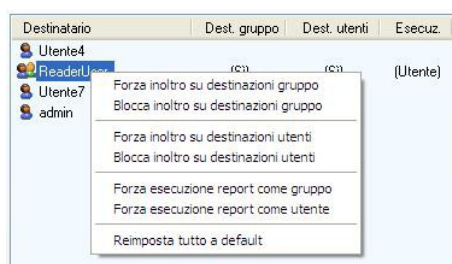 Destinatario Dest. gruppo Dest. utenti Esecuz.
Utente4
ReaderUser (Utente)
Utente7
admin
Forza inoltro su destinazioni gruppo
Blocca inoltro su destinazioni gruppo
Forza inoltro su destinazioni utenti
Blocca inoltro su destinazioni utenti
Forza esecuzione report come gruppo
Forza esecuzione report come utente
Reimposta tutto a default